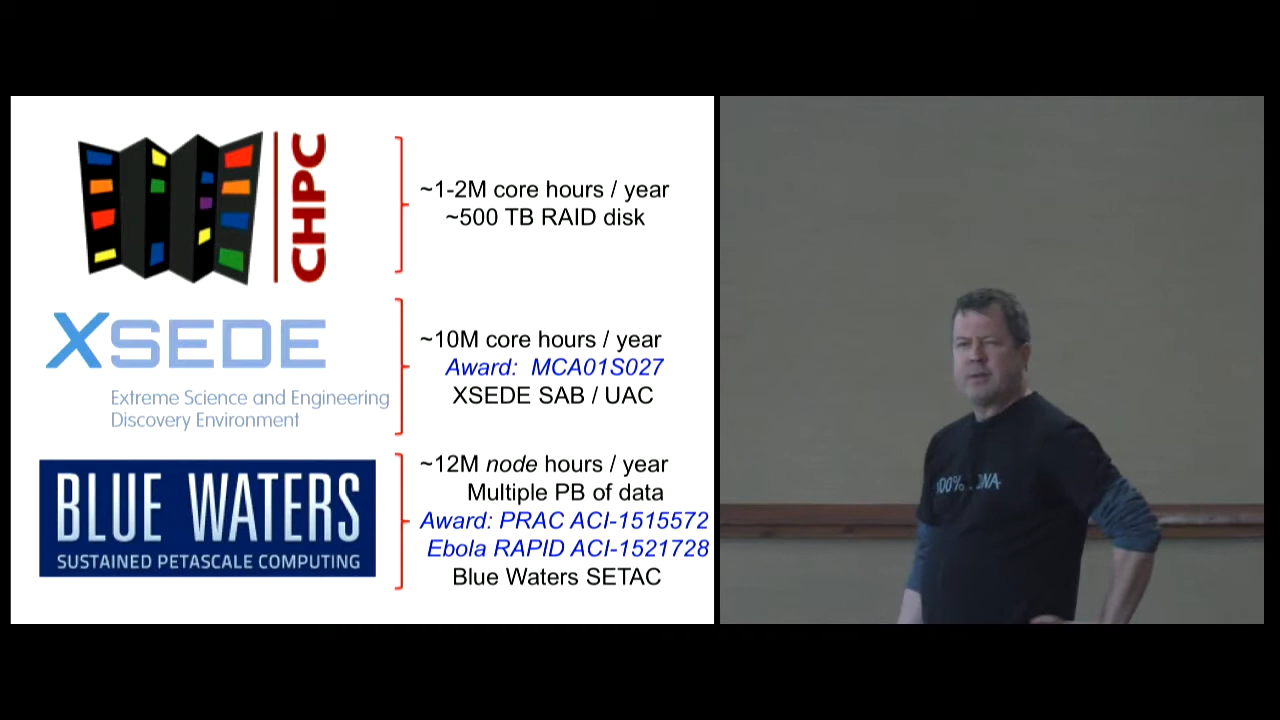 CHPC
~1-2M core hours / year
~500 TB RAID disk
XSEDE
Extreme Science and Engineering
Discovery Environment
~10M core hours / year
Award: MCA01S027
XSEDE SAB / UAC
BLUE WATERS
SUSTAINED PETASCALE COMPUTING
~12M node hours / year
Multiple PB of data
Award: PRAC ACI-1515572
Ebola RAPID ACI-1521728
Blue Waters SETAC
100%